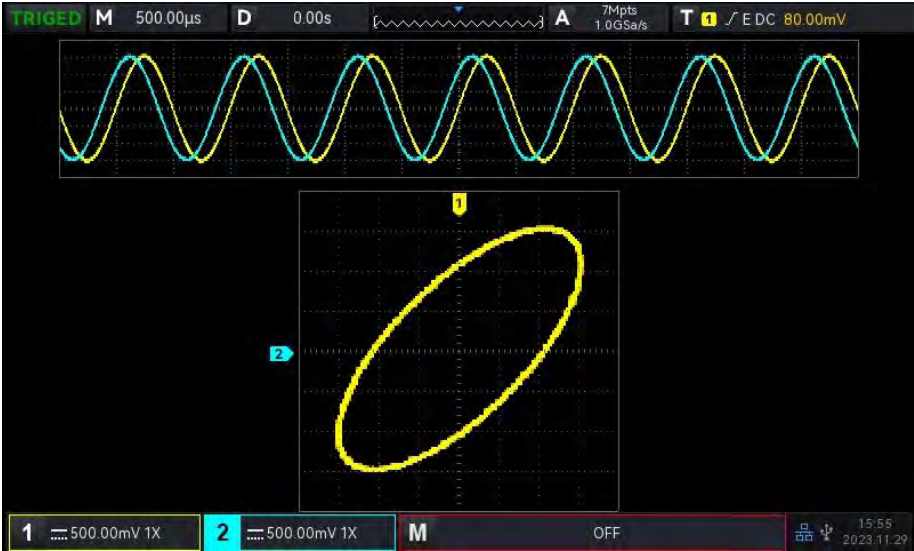 TRIGED M 500.00µs D 0.00s A 7Mpts 1.0GSa/s T 1 E DC 80.00mV
1
2
1 500.00mV 1X 2 500.00mV 1X M OFF 15:55
2023.11.29